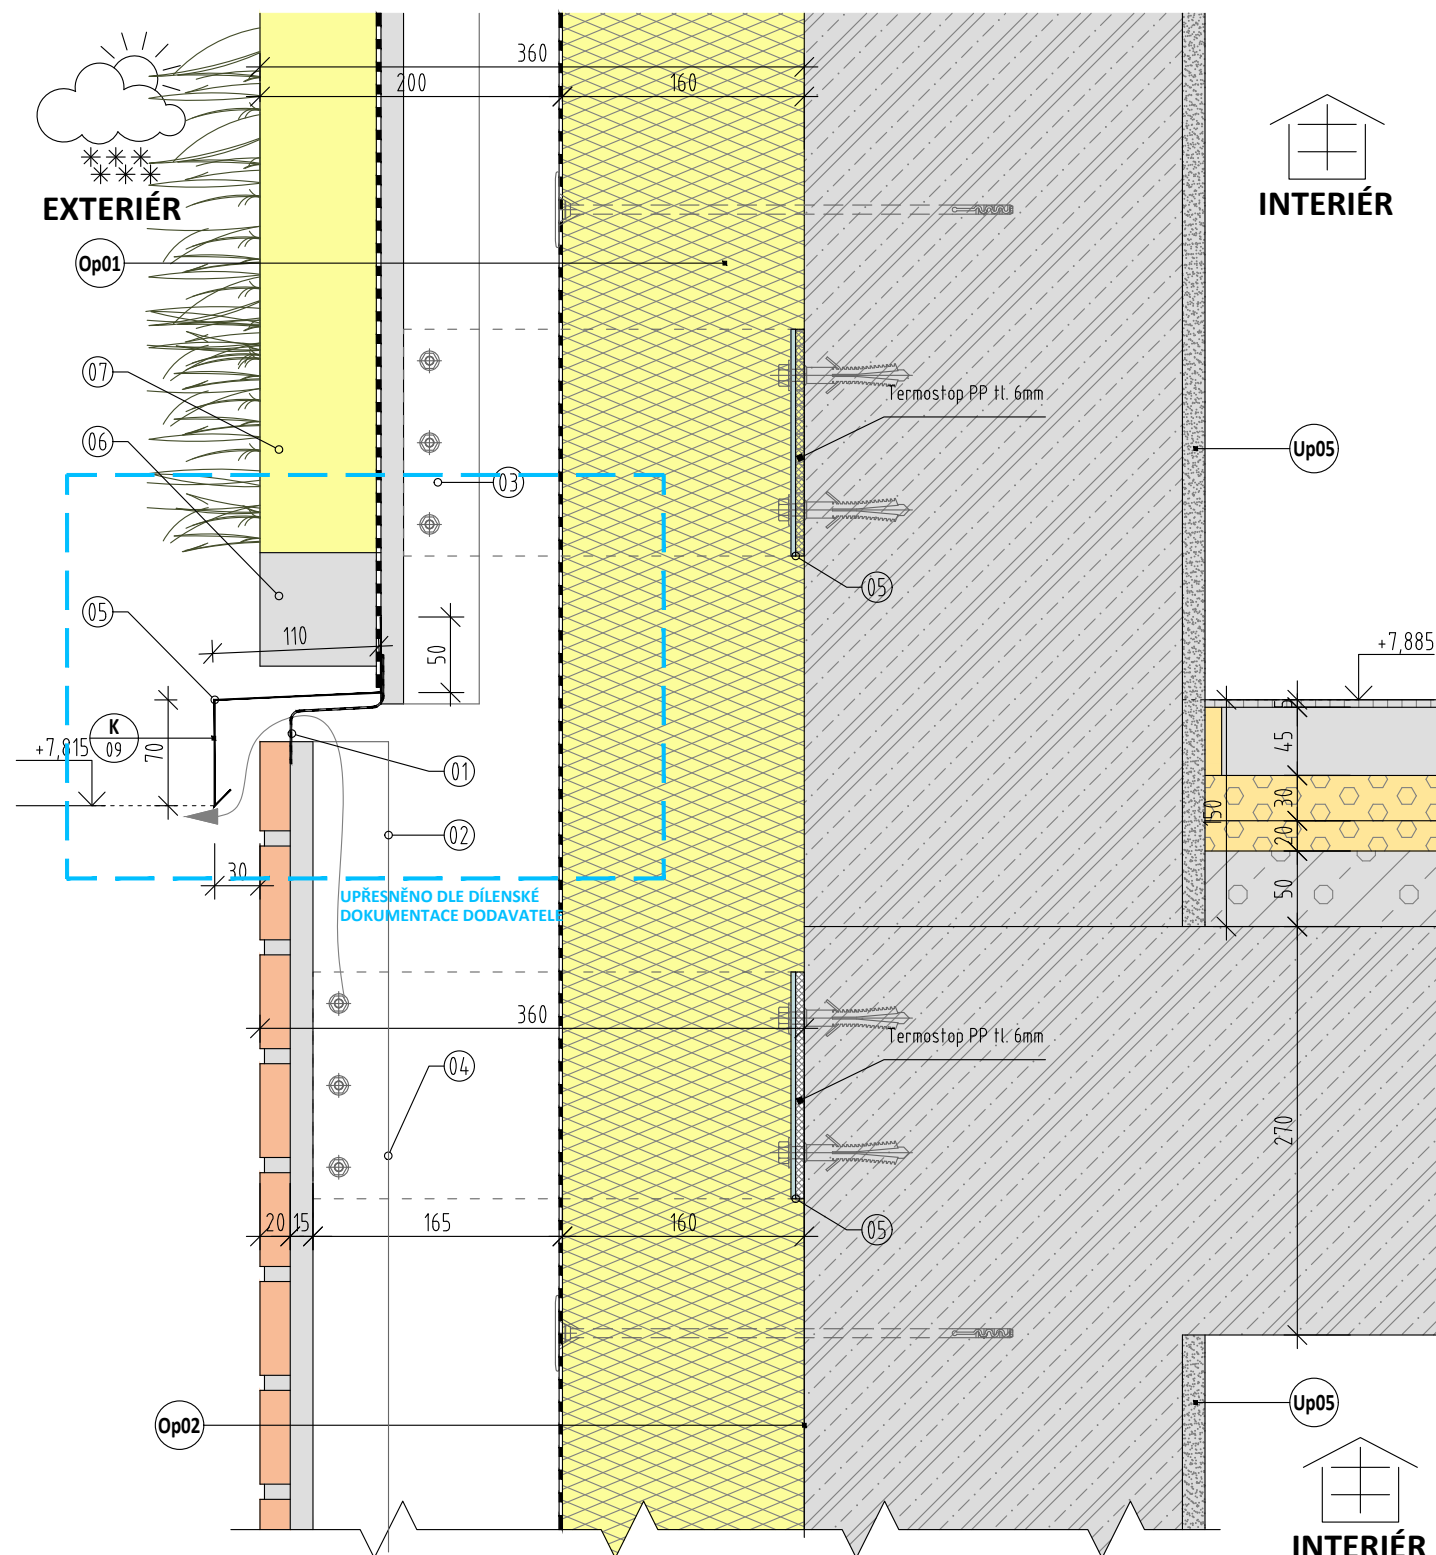 360
200
160
EXTERIÉR
INTERIÉR
Op01
07
Termostop PP tl. 6mm
06
Up05
03
05
05
110
50
+7,885
K
09
+7,815
70
01
5
45
30
150
20
02
30
50
UPŘESNĚNO DLE DÍLENSKÉ
DOKUMENTACE DODAVATELE
360
Termostop PP tl. 6mm
04
270
20
15
165
160
05
Op02
Up05
INTERIÉR